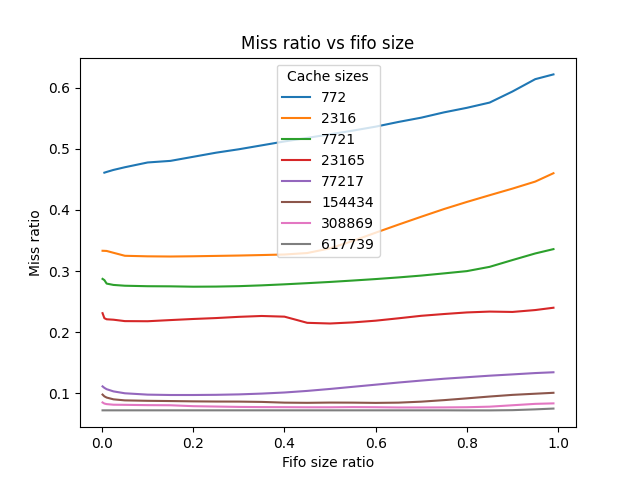 Miss ratio vs fifo size
Cache sizes
772
2316
7721
23165
77217
154434
308869
617739
Miss ratio
0.6
0.5
0.4
0.3
0.2
0.1
0.0 0.2 0.4 0.6 0.8 1.0
Fifo size ratio